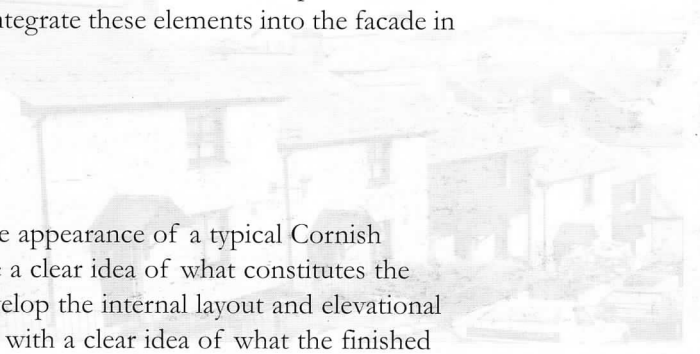 ntegrate these elements into the facade in
e appearance of a typical Cornish
a clear idea of what constitutes the
elop the internal layout and elevational
with a clear idea of what the finished